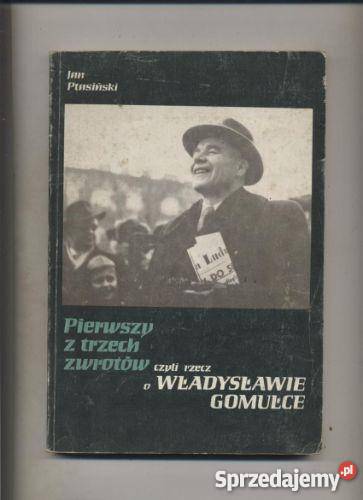 Jan
Ptasiński
Pierwszy
z trzech
zwrotów czyli rzecz
o WŁADYSŁAWIE
GOMUŁCE
Sprzedajemy.pl